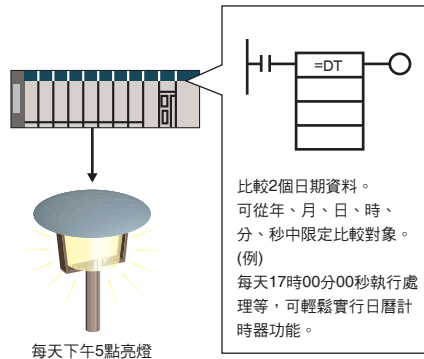 =DT
比較2個日期資料。
可從年、月、日、時、
分、秒中限定比較對象。
(例)
每天17時00分00秒執行處
理等，可輕鬆實行日曆計
時器功能。
每天下午5點亮燈